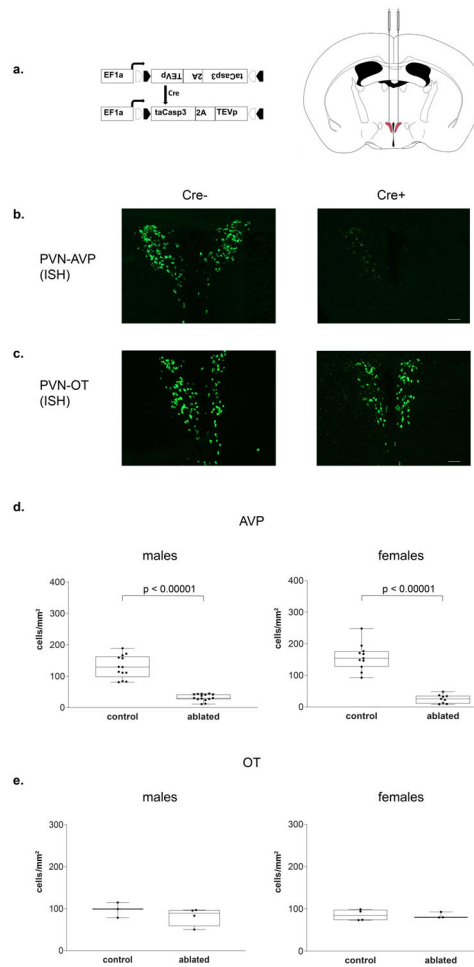 a.
EF1a TEVp 2A taCasp3
Cre
EF1a taCasp3 2A TEVp
Cre- Cre+
b.
PVN-AVP
(ISH)
c.
PVN-OT
(ISH)
d.
AVP
males females
p < 0.00001 p < 0.00001
cells/mm²
400
300
200
100
0
control ablated
cells/mm²
400
300
200
100
0
control ablated
OT
e.
males females
cells/mm²
300
200
100
0
control ablated
cells/mm²
300
200
100
0
control ablated